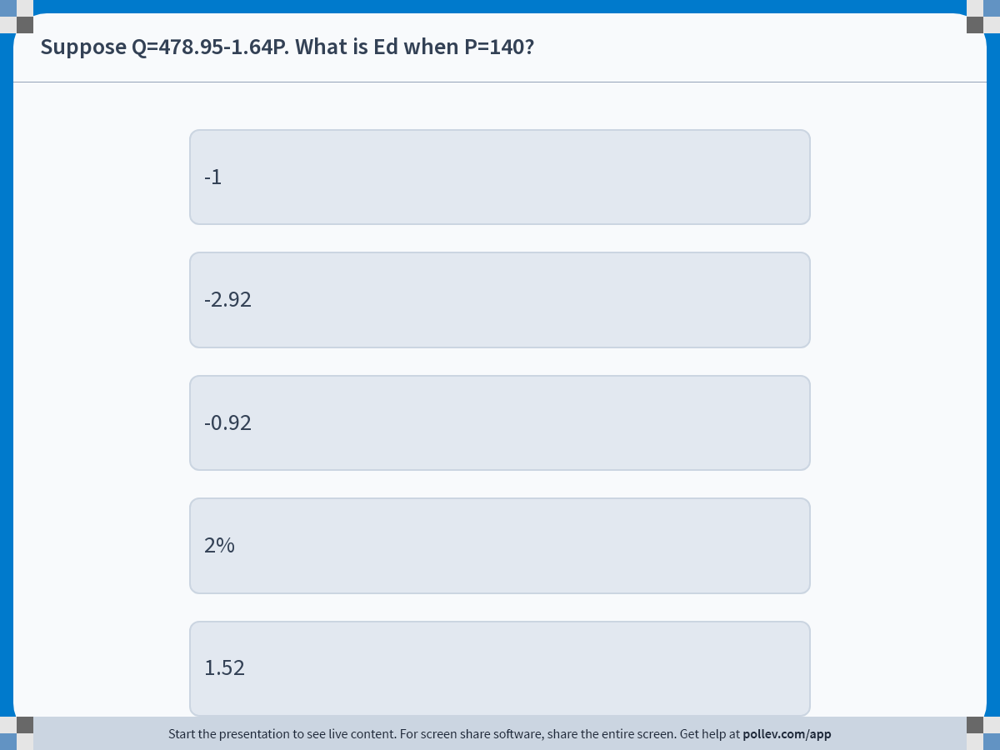 Suppose Q=478.95-1.64P. What is Ed when P=140?
-1
-2.92
-0.92
2%
1.52
Start the presentation to see live content. For screen share software, share the entire screen. Get help at pollev.com/app